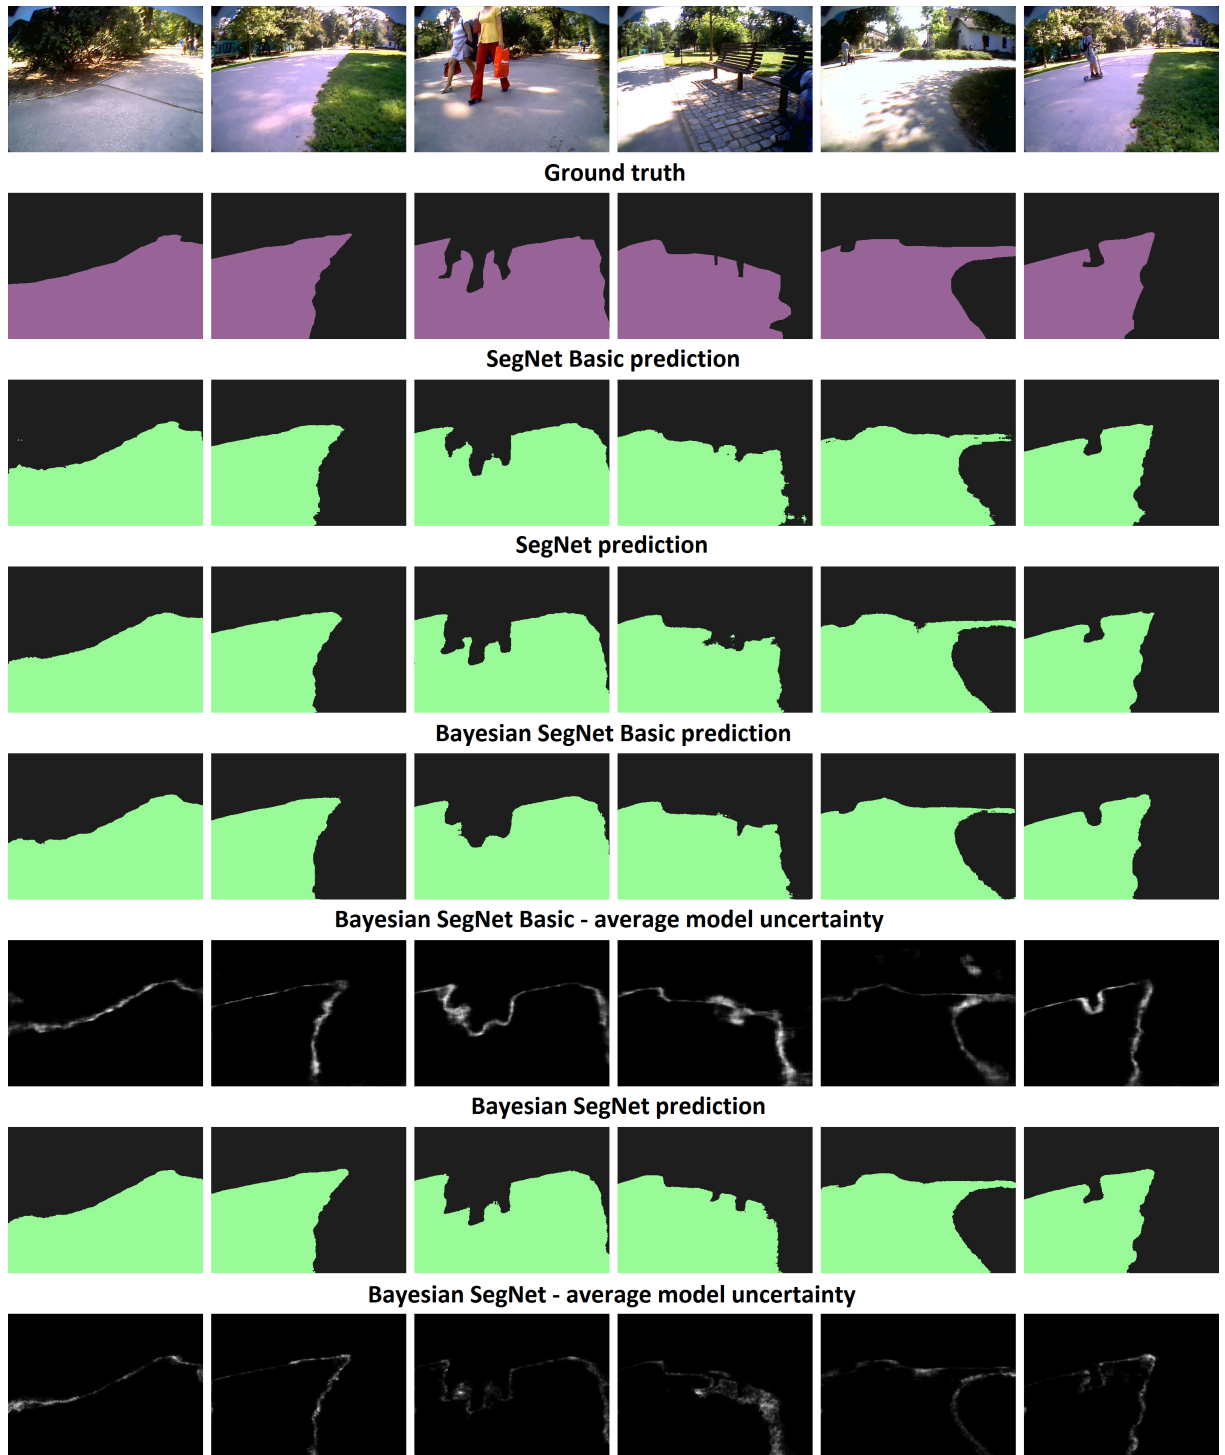 Ground truth
SegNet Basic prediction
SegNet prediction
Bayesian SegNet Basic prediction
Bayesian SegNet Basic - average model uncertainty
Bayesian SegNet prediction
Bayesian SegNet - average model uncertainty